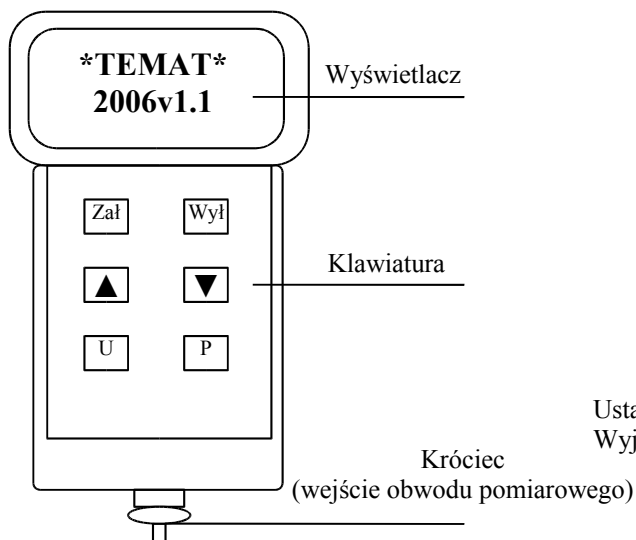 *TEMAT*
2006v1.1
Wyświetlacz
Zał
Wył
▲
▼
Klawiatura
U
P
Króciec
(wejście obwodu pomiarowego)